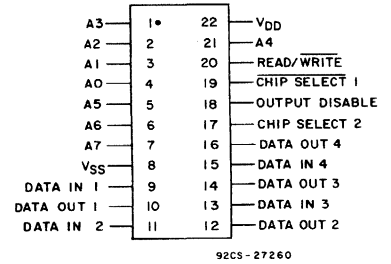 A3 1 22 VDD
A2 2 21 A4
A1 3 20 READ/WRITE
A0 4 19 CHIP SELECT 1
A5 5 18 OUTPUT DISABLE
A6 6 17 CHIP SELECT 2
A7 7 16 DATA OUT 4
VSS 8 15 DATA IN 4
DATA IN 1 9 14 DATA OUT 3
DATA OUT 1 10 13 DATA IN 3
DATA IN 2 11 12 DATA OUT 2
92CS-27260